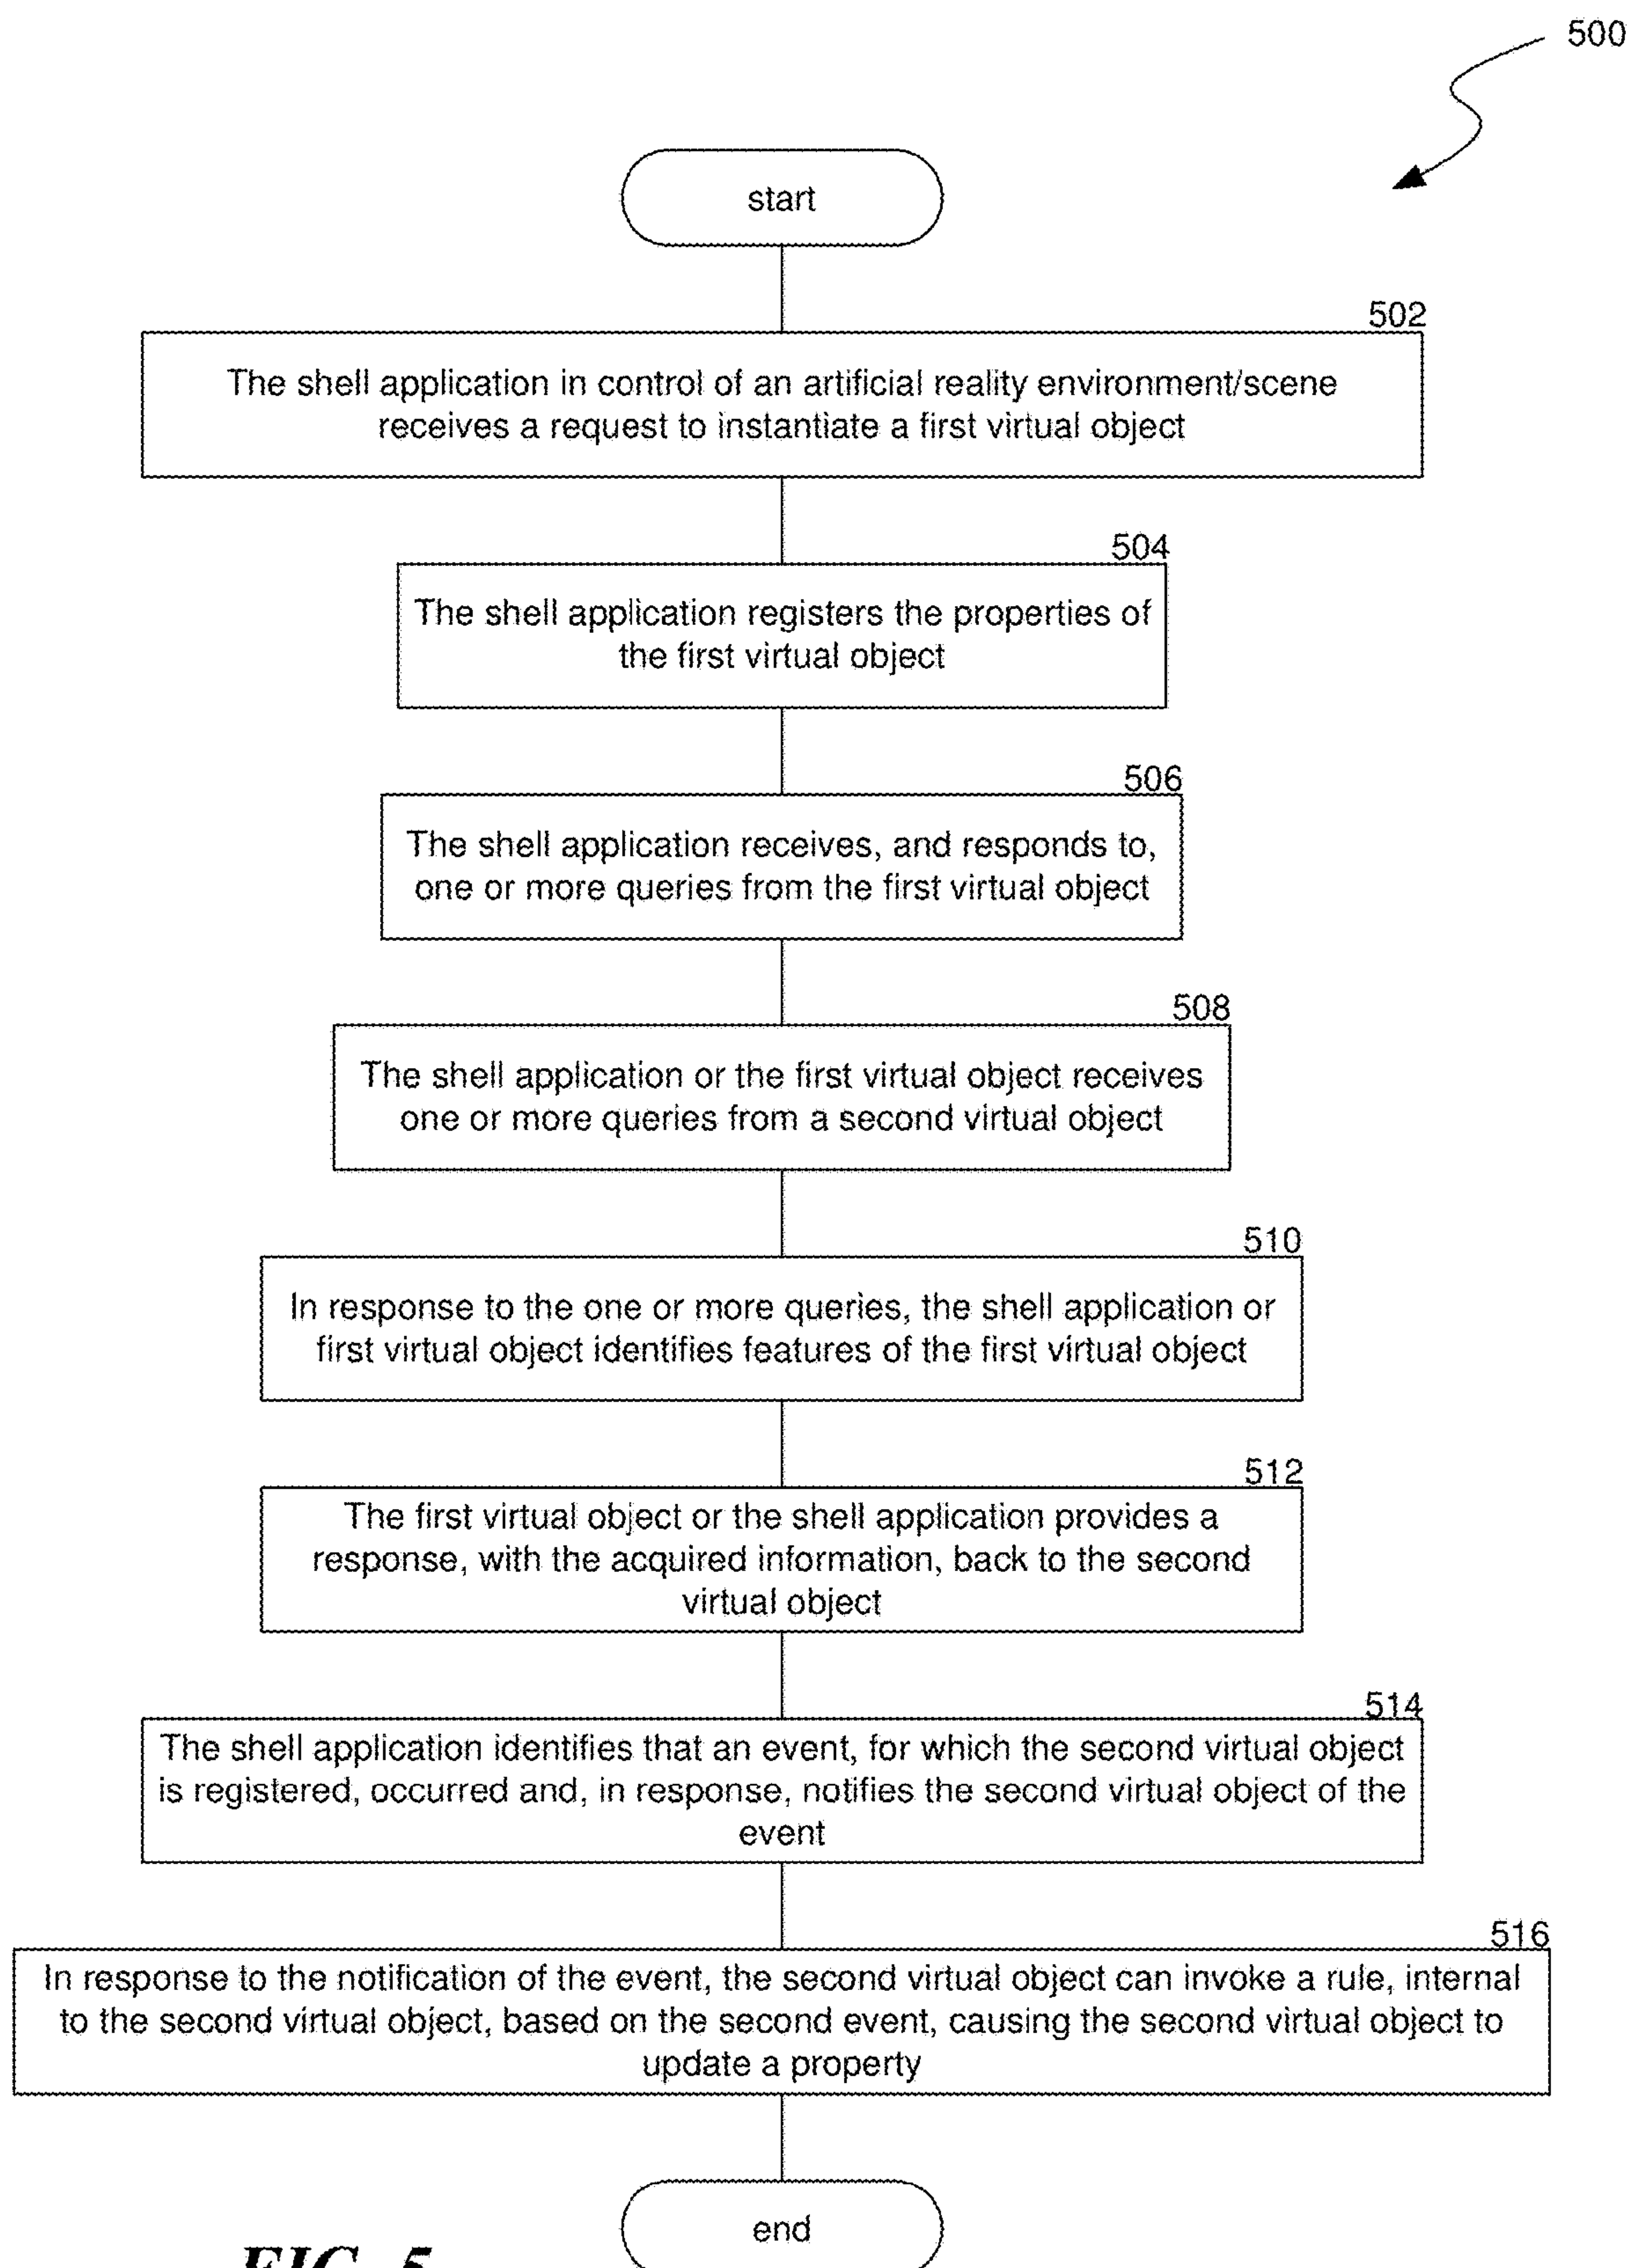 500
start
502
The shell application in control of an artificial reality environment/scene
receives a request to instantiate a first virtual object
504
The shell application registers the properties of
the first virtual object
506
The shell application receives, and responds to,
one or more queries from the first virtual object
508
The shell application or the first virtual object receives
one or more queries from a second virtual object
510
In response to the one or more queries, the shell application or
first virtual object identifies features of the first virtual object
512
The first virtual object or the shell application provides a
response, with the acquired information, back to the second
virtual object
514
The shell application identifies that an event, for which the second virtual object
is registered, occurred and, in response, notifies the second virtual object of the
event
516
In response to the notification of the event, the second virtual object can invoke a rule, internal
to the second virtual object, based on the second event, causing the second virtual object to
update a property
end
FIG. 5